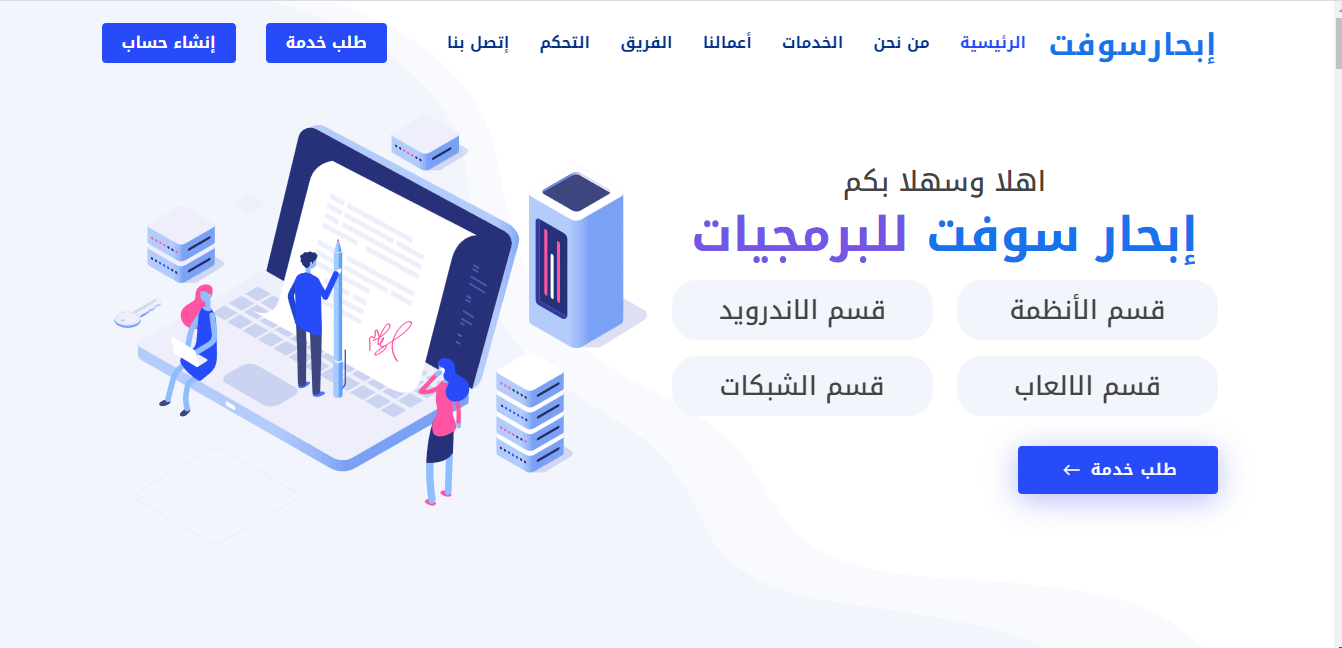 إبحارسوفت
الرئيسية
من نحن
الخدمات
أعمالنا
الفريق
التحكم
إتصل بنا
طلب خدمة
إنشاء حساب
اهلا وسهلا بكم
إبحار سوفت للبرمجيات
قسم الأنظمة
قسم الاندرويد
قسم الالعاب
قسم الشبكات
طلب خدمة ←